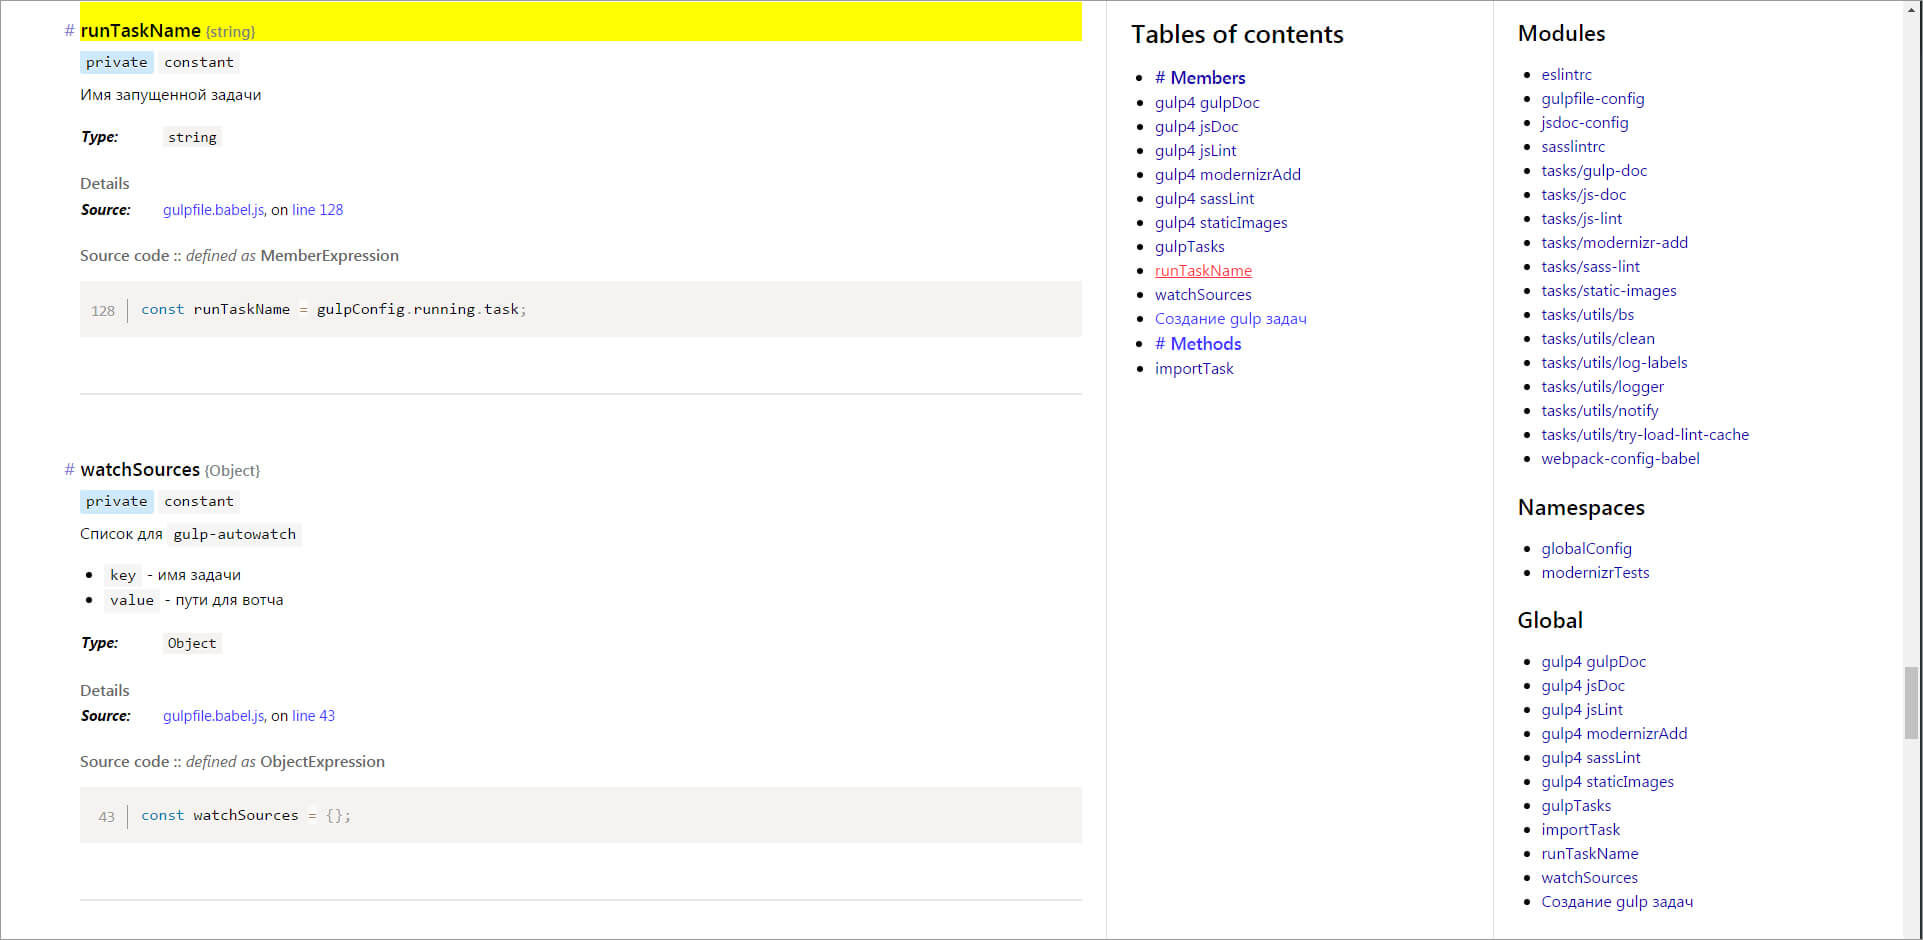 # runTaskName {string}
private constant
Имя запущенной задачи
Type: string
Details
Source: gulpfile.babel.js, on line 128
Source code :: defined as MemberExpression
128 const runTaskName = gulpConfig.running.task;
# watchSources {Object}
private constant
Список для gulp-autowatch
key - имя задачи
value - пути для вотча
Type: Object
Details
Source: gulpfile.babel.js, on line 43
Source code :: defined as ObjectExpression
43 const watchSources = {};
Tables of contents
# Members
gulp4 gulpDoc
gulp4 jsDoc
gulp4 jsLint
gulp4 modernizrAdd
gulp4 sassLint
gulp4 staticImages
gulpTasks
runTaskName
watchSources
Создание gulp задач
# Methods
importTask
Modules
eslintrc
gulpfile-config
jsdoc-config
sasslintrc
tasks/gulp-doc
tasks/js-doc
tasks/js-lint
tasks/modernizr-add
tasks/sass-lint
tasks/static-images
tasks/utils/bs
tasks/utils/clean
tasks/utils/log-labels
tasks/utils/logger
tasks/utils/notify
tasks/utils/try-load-lint-cache
webpack-config-babel
Namespaces
globalConfig
modernizrTests
Global
gulp4 gulpDoc
gulp4 jsDoc
gulp4 jsLint
gulp4 modernizrAdd
gulp4 sassLint
gulp4 staticImages
gulpTasks
importTask
runTaskName
watchSources
Создание gulp задач